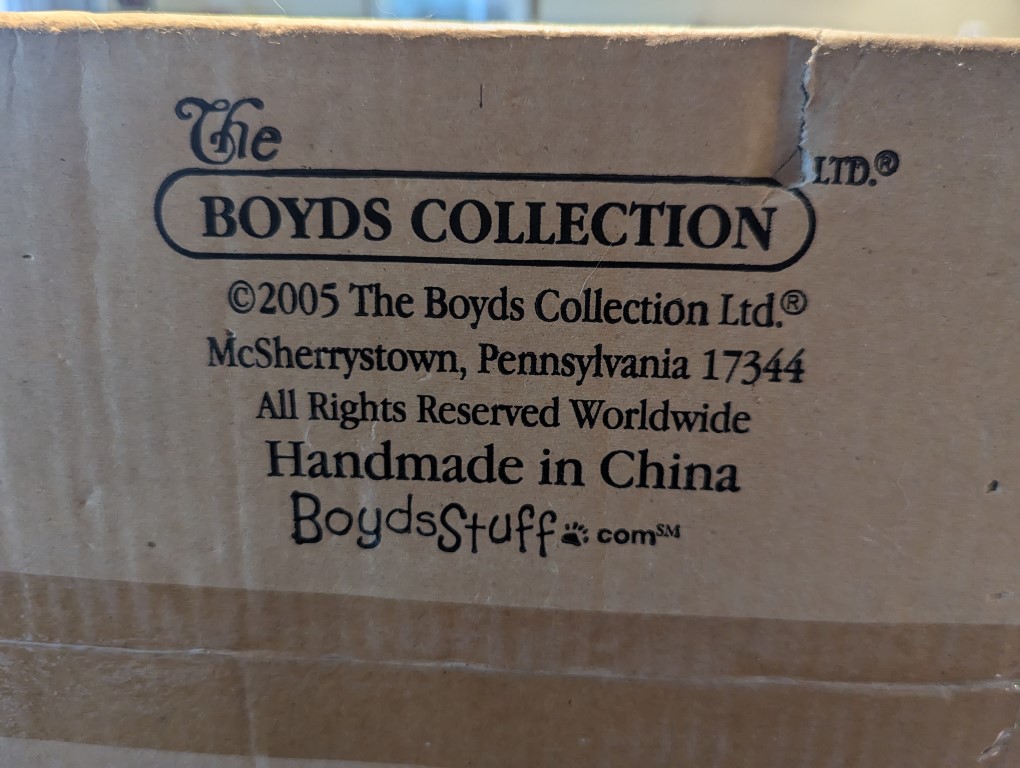 The
LTD.®
BOYDS COLLECTION
©2005 The Boyds Collection Ltd.®
McSherrystown, Pennsylvania 17344
All Rights Reserved Worldwide
Handmade in China
BoydsStuff.com℠